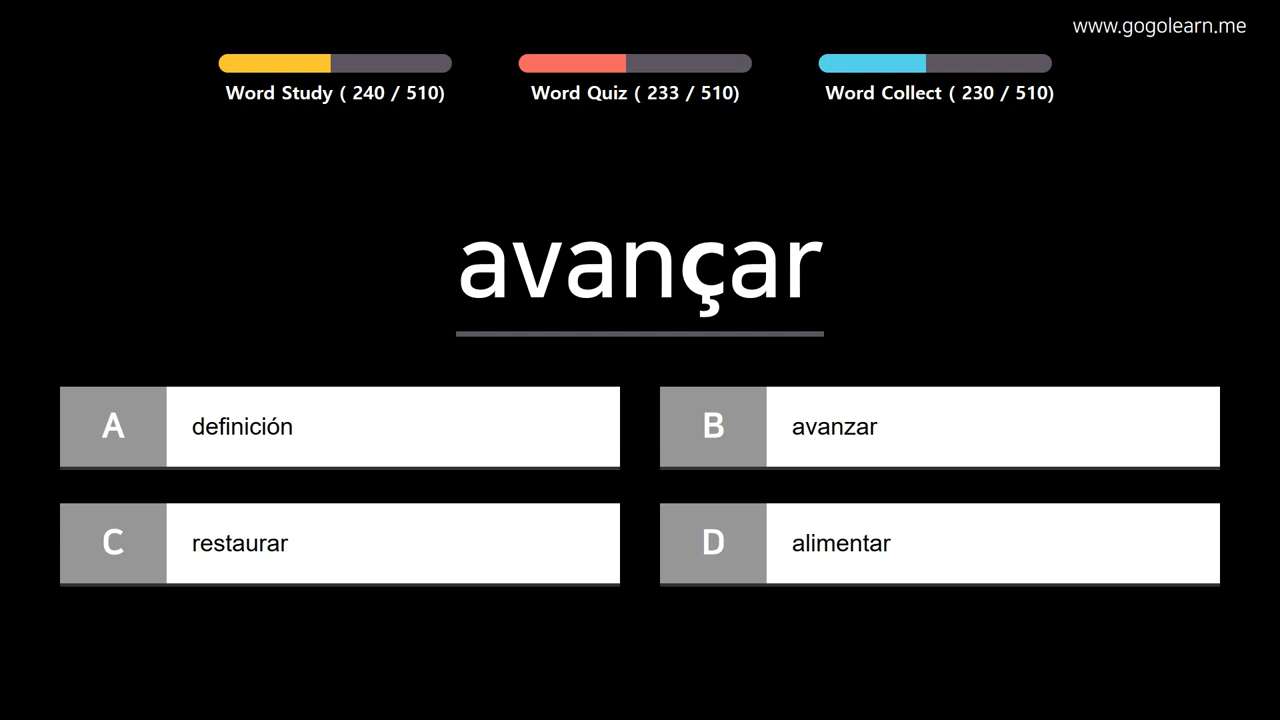 www.gogolearn.me
Word Study ( 240 / 510)
Word Quiz ( 233 / 510)
Word Collect ( 230 / 510)
avançar
A definición
B avanzar
C restaurar
D alimentar